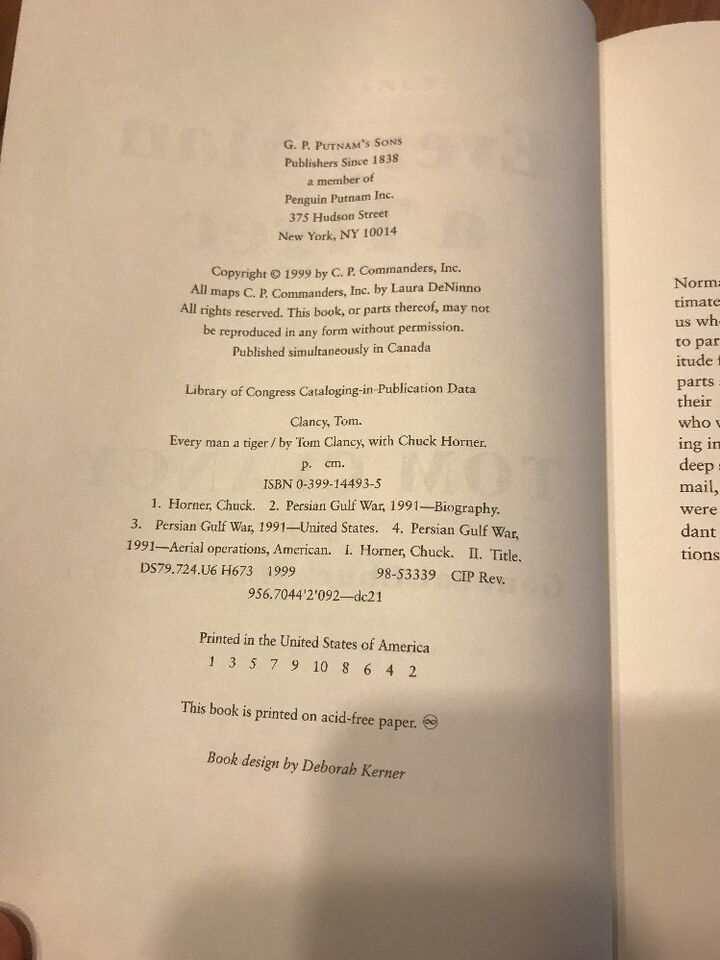 G. P. PUTNAM'S SONS
Publishers Since 1838
a member of
Penguin Putnam Inc.
375 Hudson Street
New York, NY 10014
Copyright © 1999 by C. P. Commanders, Inc.
All maps C. P. Commanders, Inc. by Laura DeNinno
All rights reserved. This book, or parts thereof, may not
be reproduced in any form without permission.
Published simultaneously in Canada
Library of Congress Cataloging-in-Publication Data
Clancy, Tom.
Every man a tiger / by Tom Clancy, with Chuck Horner.
p. cm.
ISBN 0-399-14493-5
1. Horner, Chuck. 2. Persian Gulf War, 1991—Biography.
3. Persian Gulf War, 1991—United States. 4. Persian Gulf War,
1991—Aerial operations, American. I. Horner, Chuck. II. Title.
DS79.724.U6 H673 1999 98-53339 CIP Rev.
956.7044'2'092—dc21
Printed in the United States of America
1 3 5 7 9 10 8 6 4 2
This book is printed on acid-free paper. ♾
Book design by Deborah Kerner
Norma
timate
us wh
to par
itude
parts
their
who
ing in
deep
mail,
were
dant
tions